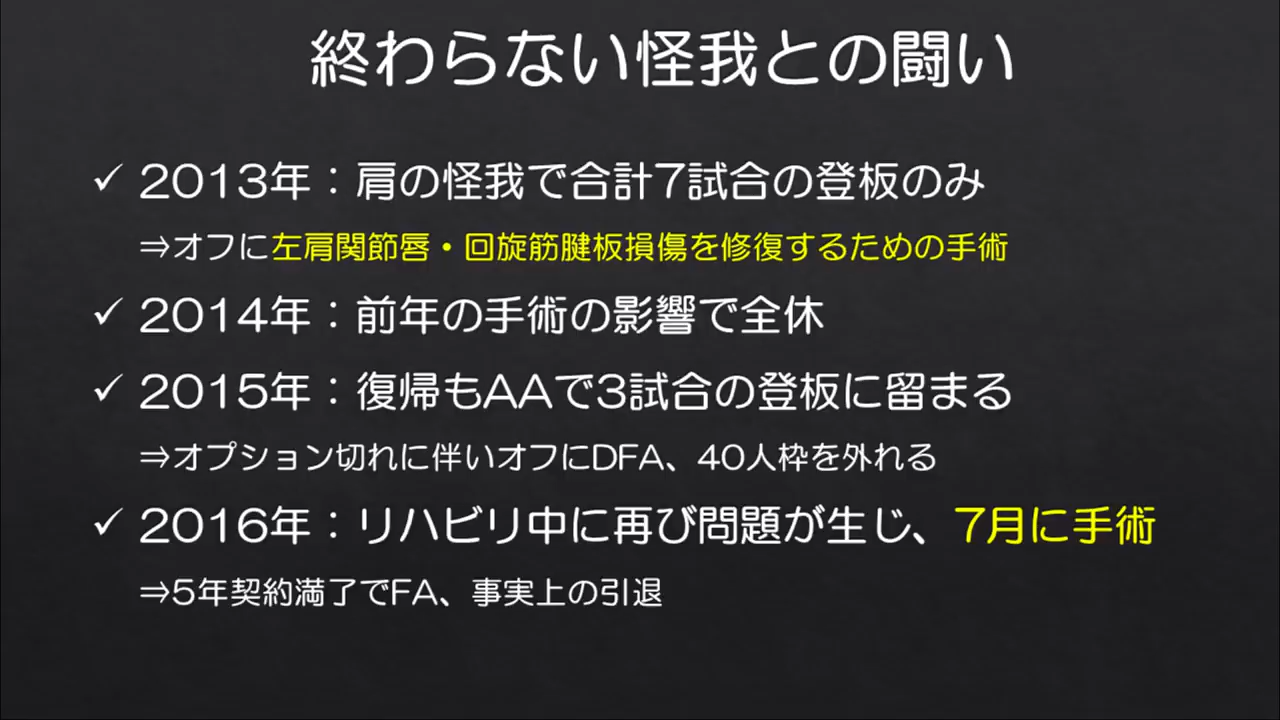 終わらない怪我との闘い
✓ 2013年：肩の怪我で合計7試合の登板のみ
⇒オフに左肩関節唇・回旋筋腱板損傷を修復するための手術
✓ 2014年：前年の手術の影響で全休
✓ 2015年：復帰もAAで3試合の登板に留まる
⇒オプション切れに伴いオフにDFA、40人枠を外れる
✓ 2016年：リハビリ中に再び問題が生じ、7月に手術
⇒5年契約満了でFA、事実上の引退